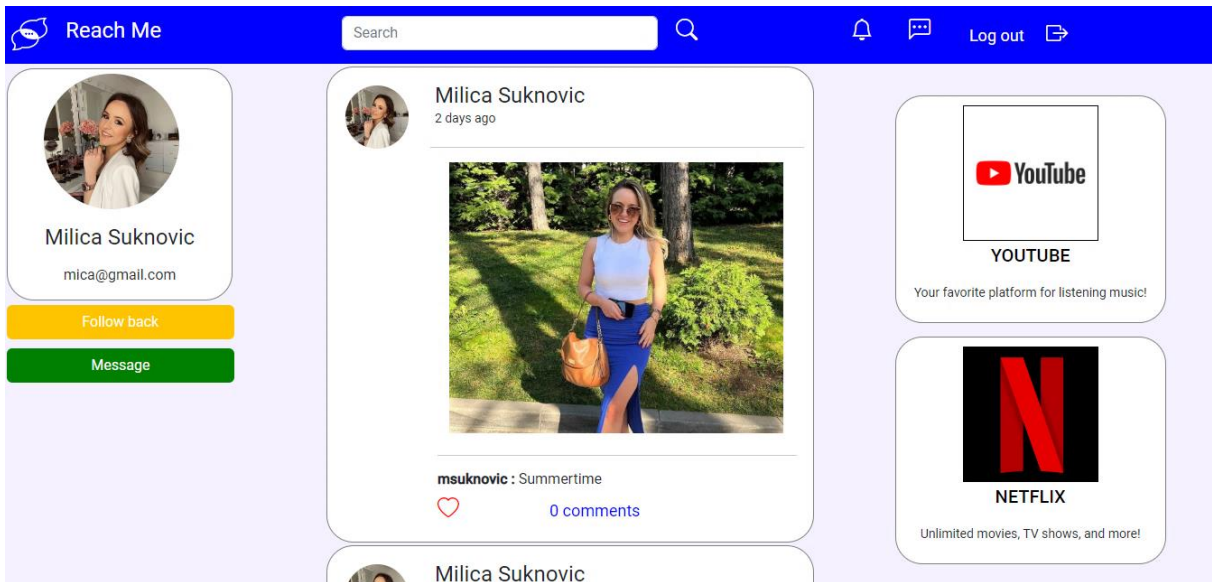 Reach Me
Search
Log out
Milica Suknovic
mica@gmail.com
Follow back
Message
Milica Suknovic
2 days ago
msuknovic : Summertime
0 comments
Milica Suknovic
YouTube
YOUTUBE
Your favorite platform for listening music!
NETFLIX
Unlimited movies, TV shows, and more!